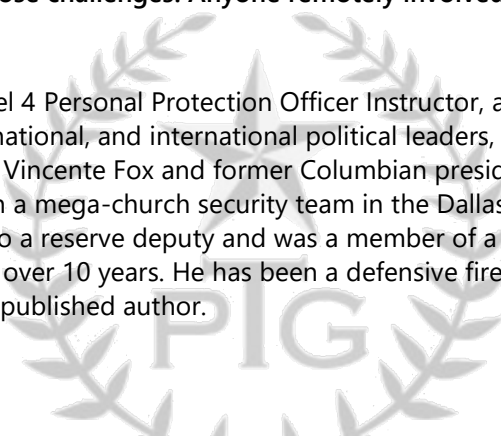 ose challenges. Anyone remotely involved
el 4 Personal Protection Officer Instructor, a
national, and international political leaders,
Vincente Fox and former Columbian presid
n a mega-church security team in the Dallas
o a reserve deputy and was a member of a
over 10 years. He has been a defensive fire
published author.
PTG